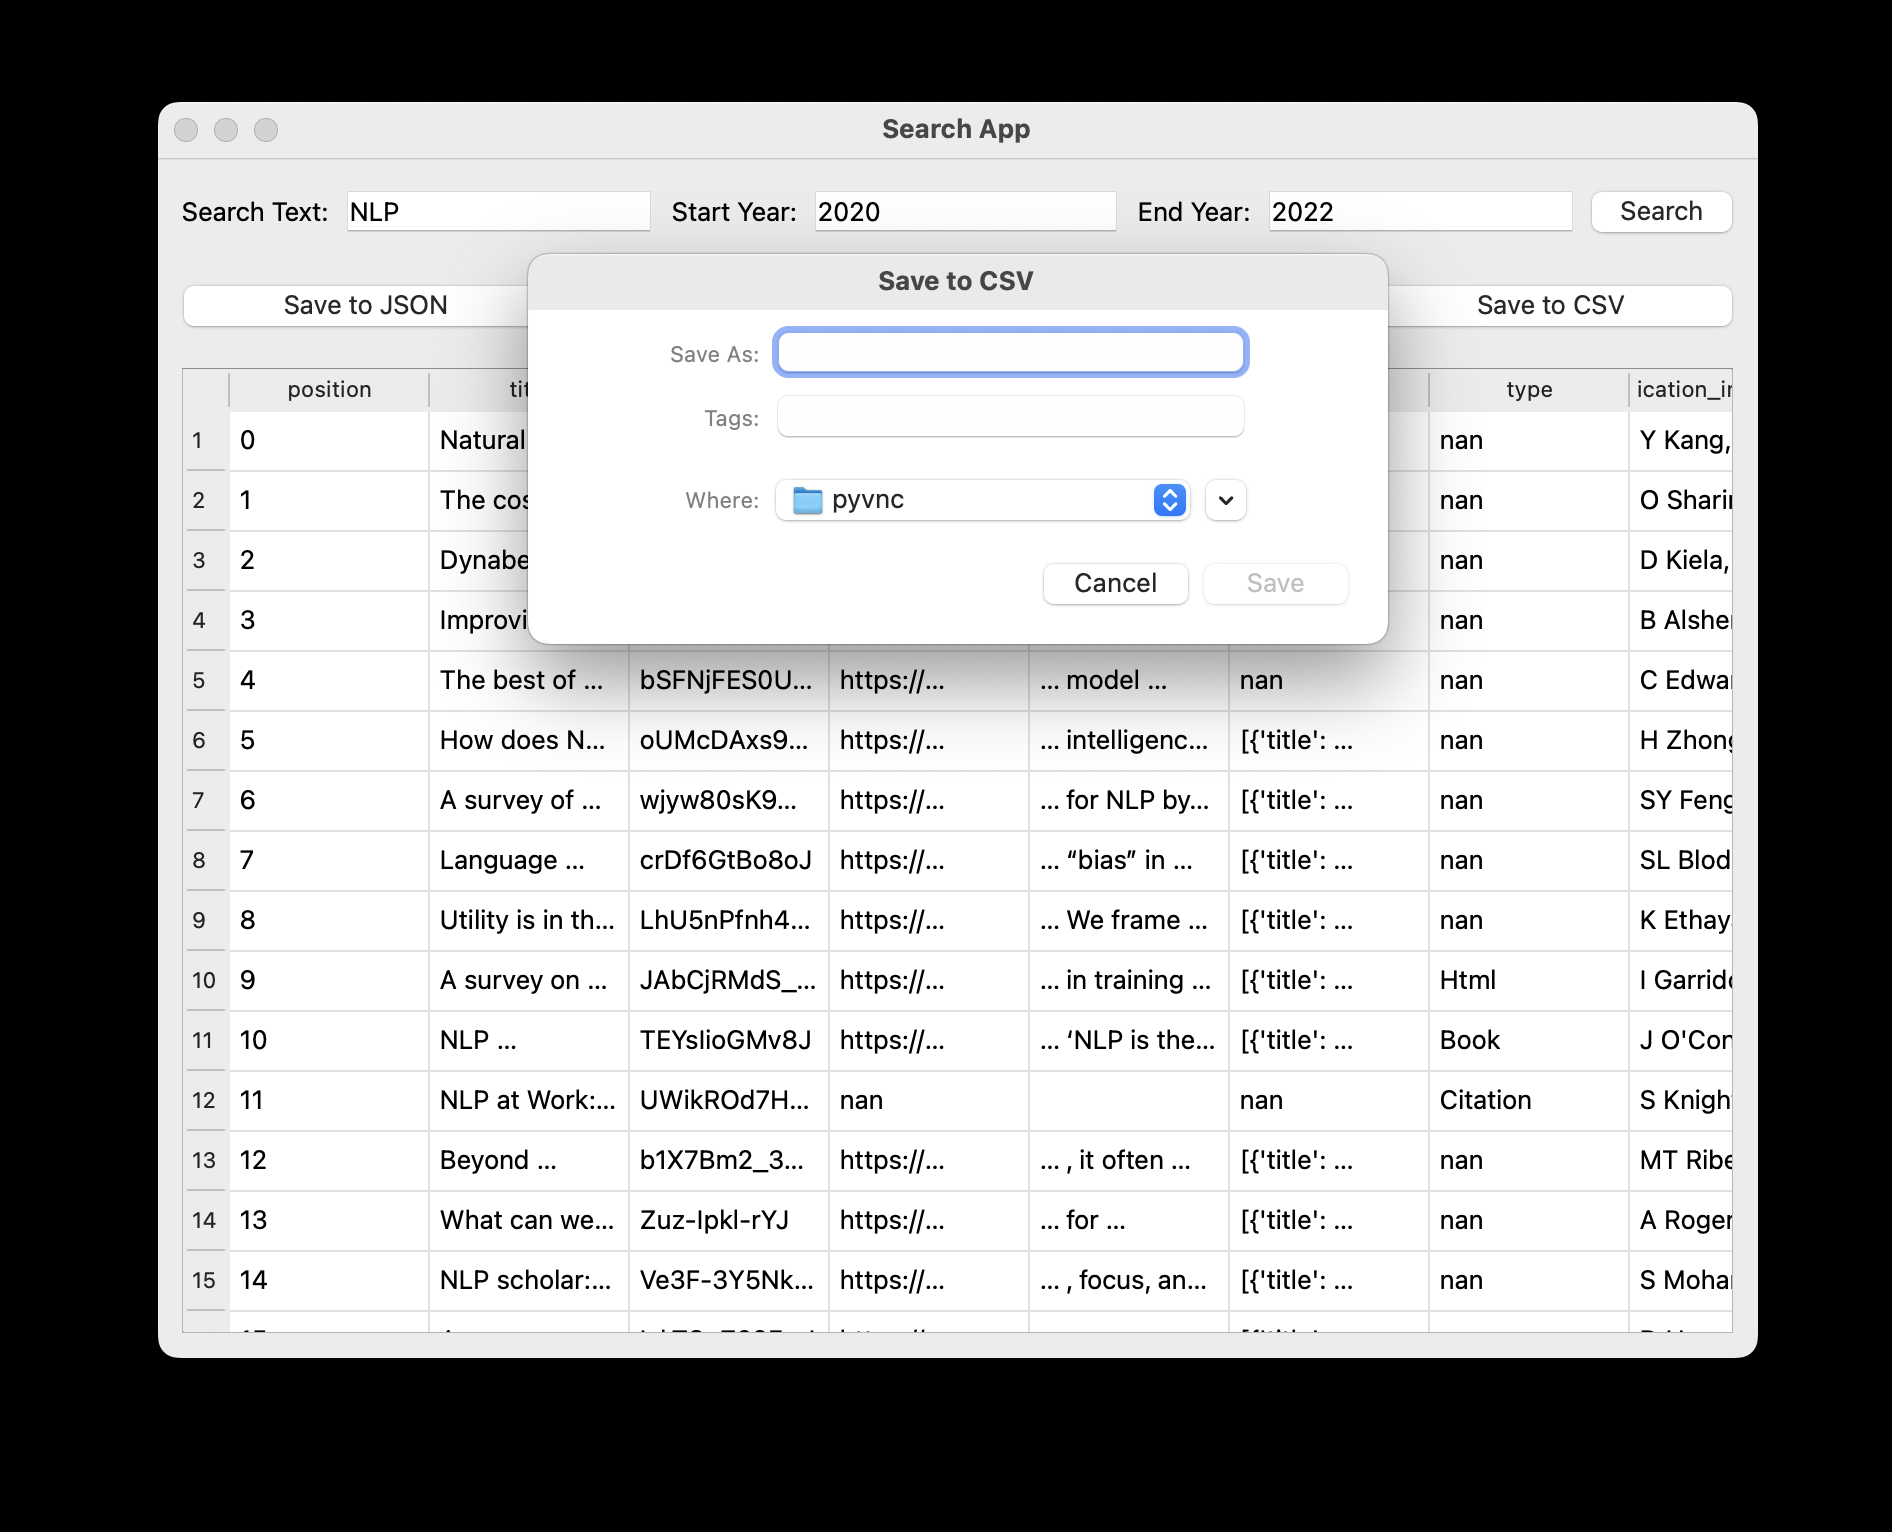 Search App
Search Text: NLP Start Year: 2020 End Year: 2022 Search
Save to JSON Save to CSV
Save to CSV
Save As:
Tags:
Where: pyvnc
Cancel Save
position tit type ication_in
1 0 Natural nan Y Kang,
2 1 The cos nan O Sharir
3 2 Dynabe nan D Kiela,
4 3 Improvi nan B Alshe
5 4 The best of ... bSFNjFES0U... https://... ... model ... nan nan C Edwa
6 5 How does N... oUMcDAxs9... https://... ... intelligenc... [{'title': ... nan H Zhong
7 6 A survey of ... wjyw80sK9... https://... ... for NLP by... [{'title': ... nan SY Feng
8 7 Language ... crDf6GtBo8oJ https://... ... “bias” in ... [{'title': ... nan SL Blod
9 8 Utility is in th... LhU5nPfnh4... https://... ... We frame ... [{'title': ... nan K Ethay
10 9 A survey on ... JAbCjRMdS_... https://... ... in training ... [{'title': ... Html I Garrido
11 10 NLP ... TEYsIioGMv8J https://... ... ‘NLP is the... [{'title': ... Book J O'Con
12 11 NLP at Work:... UWikROd7H... nan nan Citation S Knigh
13 12 Beyond ... b1X7Bm2_3... https://... ... , it often ... [{'title': ... nan MT Ribe
14 13 What can we... Zuz-Ipkl-rYJ https://... ... for ... [{'title': ... nan A Roger
15 14 NLP scholar:... Ve3F-3Y5Nk... https://... ... , focus, an... [{'title': ... nan S Moha